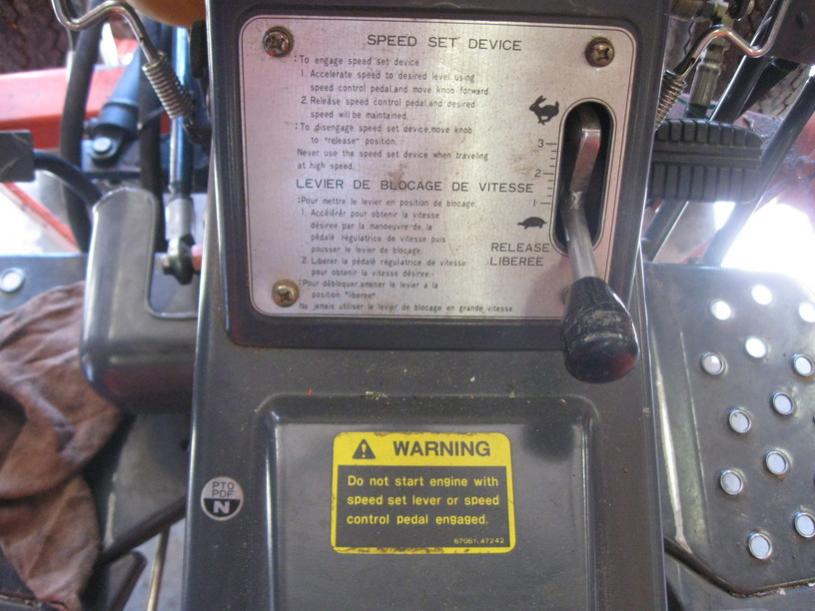 SPEED SET DEVICE
:To engage speed set device
1. Accelerate speed to desired level using
speed control pedal,and move knob forward.
2. Release speed control pedal,and desired
speed will be maintained.
:To disengage speed set device,move knob
to "release" position.
Never use the speed set device when traveling
at high speed.
LEVIER DE BLOCAGE DE VITESSE
:Pour mettre le levier en position de blocage.
1. Accélérer pour obtenir la vitesse
désirée par la manoeuvre de la
pédale régulatrice de vitesse puis
pousser le levier de blocage.
2. Libérer la pédale régulatrice de vitesse
pour obtenir la vitesse désirée.
:Pour débloquer,amener le levier a la
position "liberee".
Ne jamais utiliser le levier de blocage en grande vitesse.
3
2
1
RELEASE
LIBEREE
WARNING
Do not start engine with
speed set lever or speed
control pedal engaged.
67061-47242
PTO
PDF
N